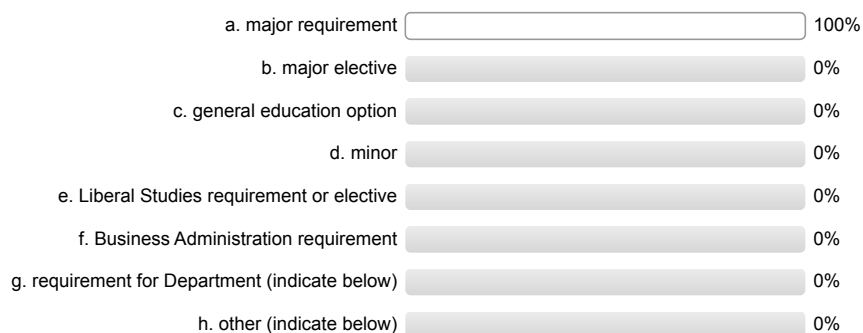 a. major requirement 100%
b. major elective 0%
c. general education option 0%
d. minor 0%
e. Liberal Studies requirement or elective 0%
f. Business Administration requirement 0%
g. requirement for Department (indicate below) 0%
h. other (indicate below) 0%